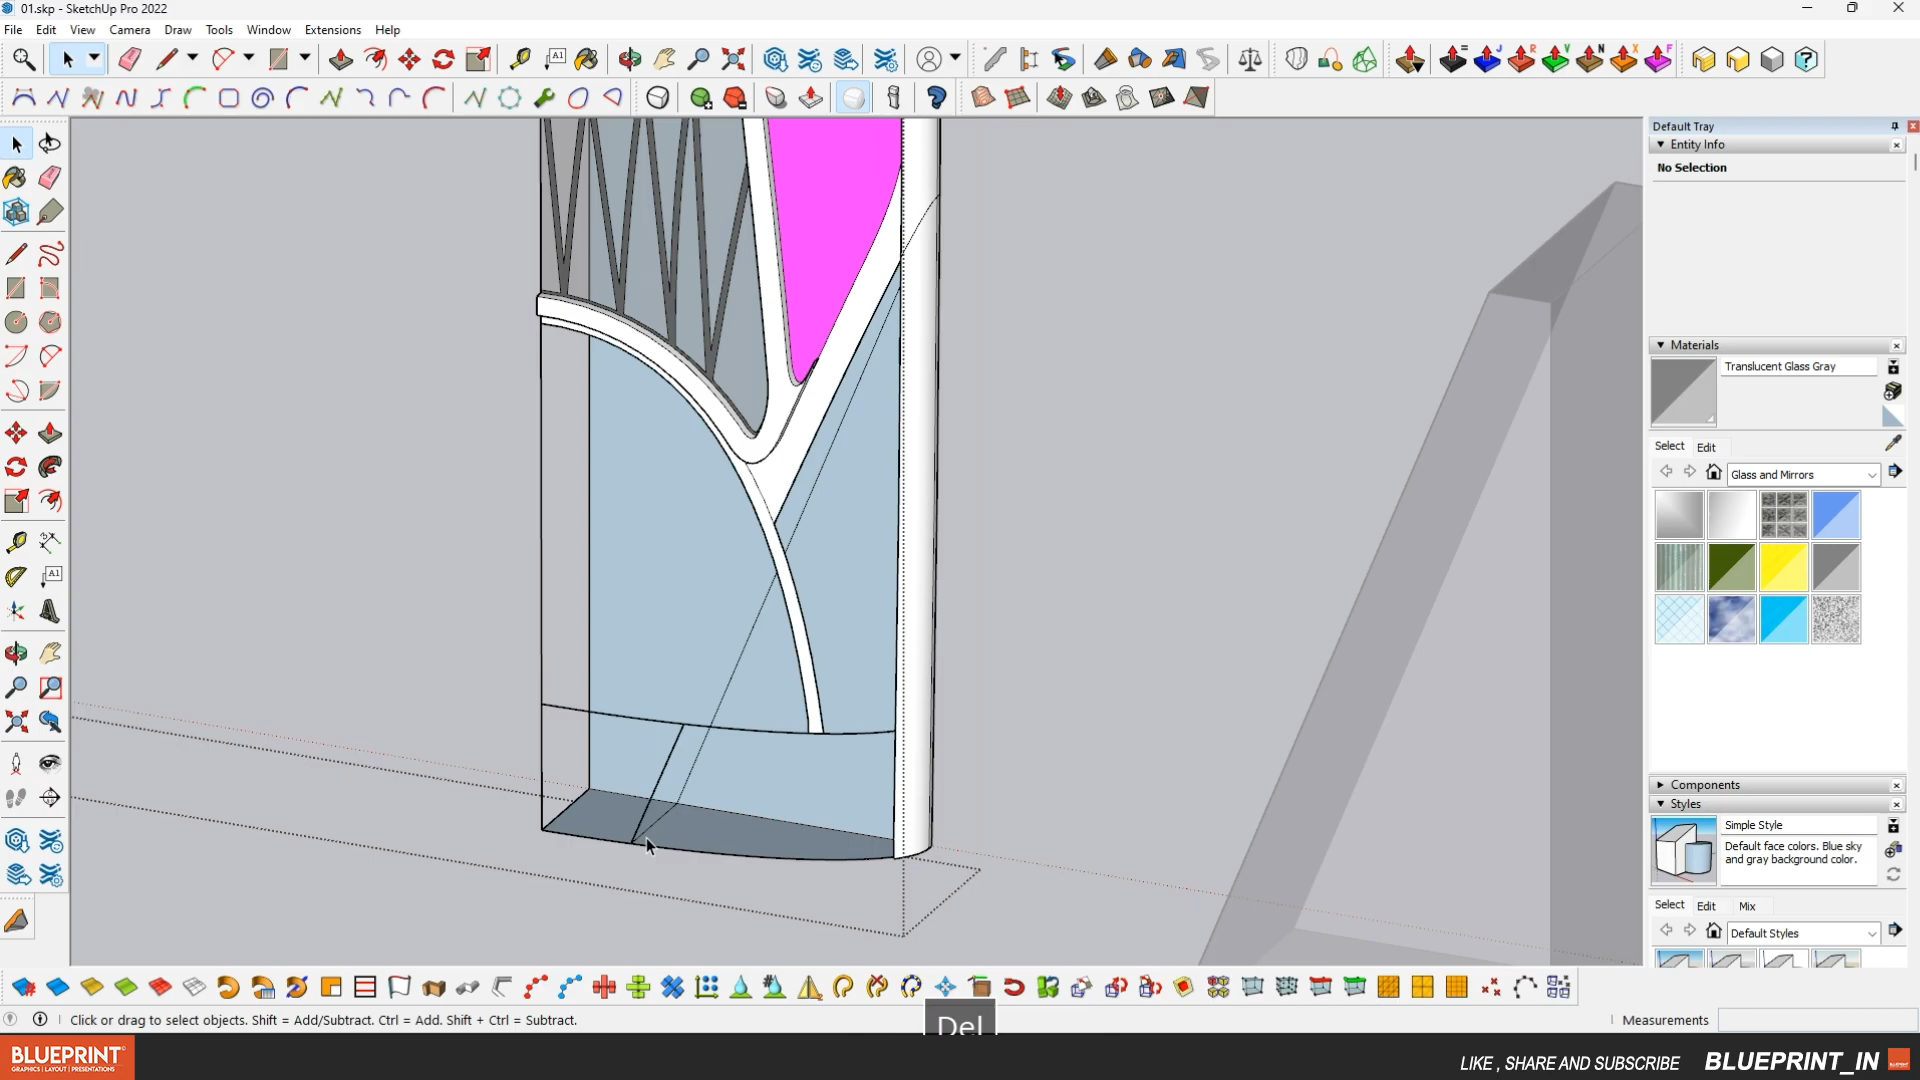 01.skp - SketchUp Pro 2022
File Edit View Camera Draw Tools Window Extensions Help
Default Tray
Entity Info
No Selection
Materials
Translucent Glass Gray
Select Edit
Glass and Mirrors
Components
Styles
Simple Style
Default face colors. Blue sky
and gray background color.
Select Edit Mix
Default Styles
Del
Click or drag to select objects. Shift = Add/Subtract. Ctrl = Add. Shift + Ctrl = Subtract.
Measurements
BLUEPRINT
GRAPHICS | LAYOUT | PRESENTATIONS
LIKE , SHARE AND SUBSCRIBE BLUEPRINT_IN